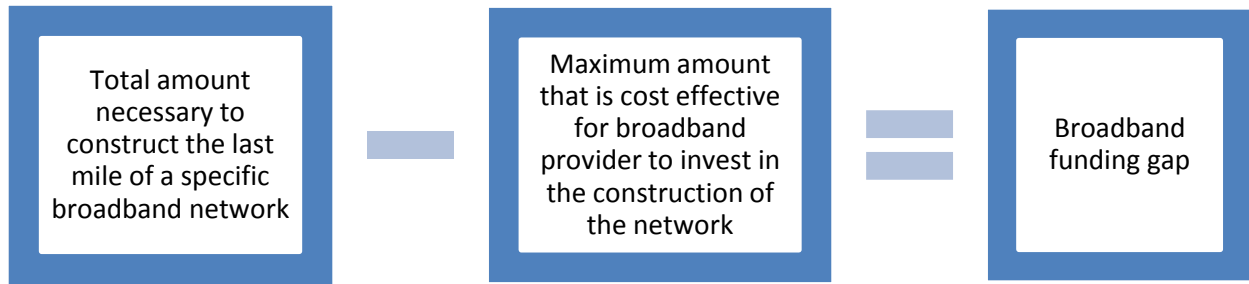 Total amount
necessary to
construct the last
mile of a specific
broadband network
Maximum amount
that is cost effective
for broadband
provider to invest in
the construction of
the network
Broadband
funding gap